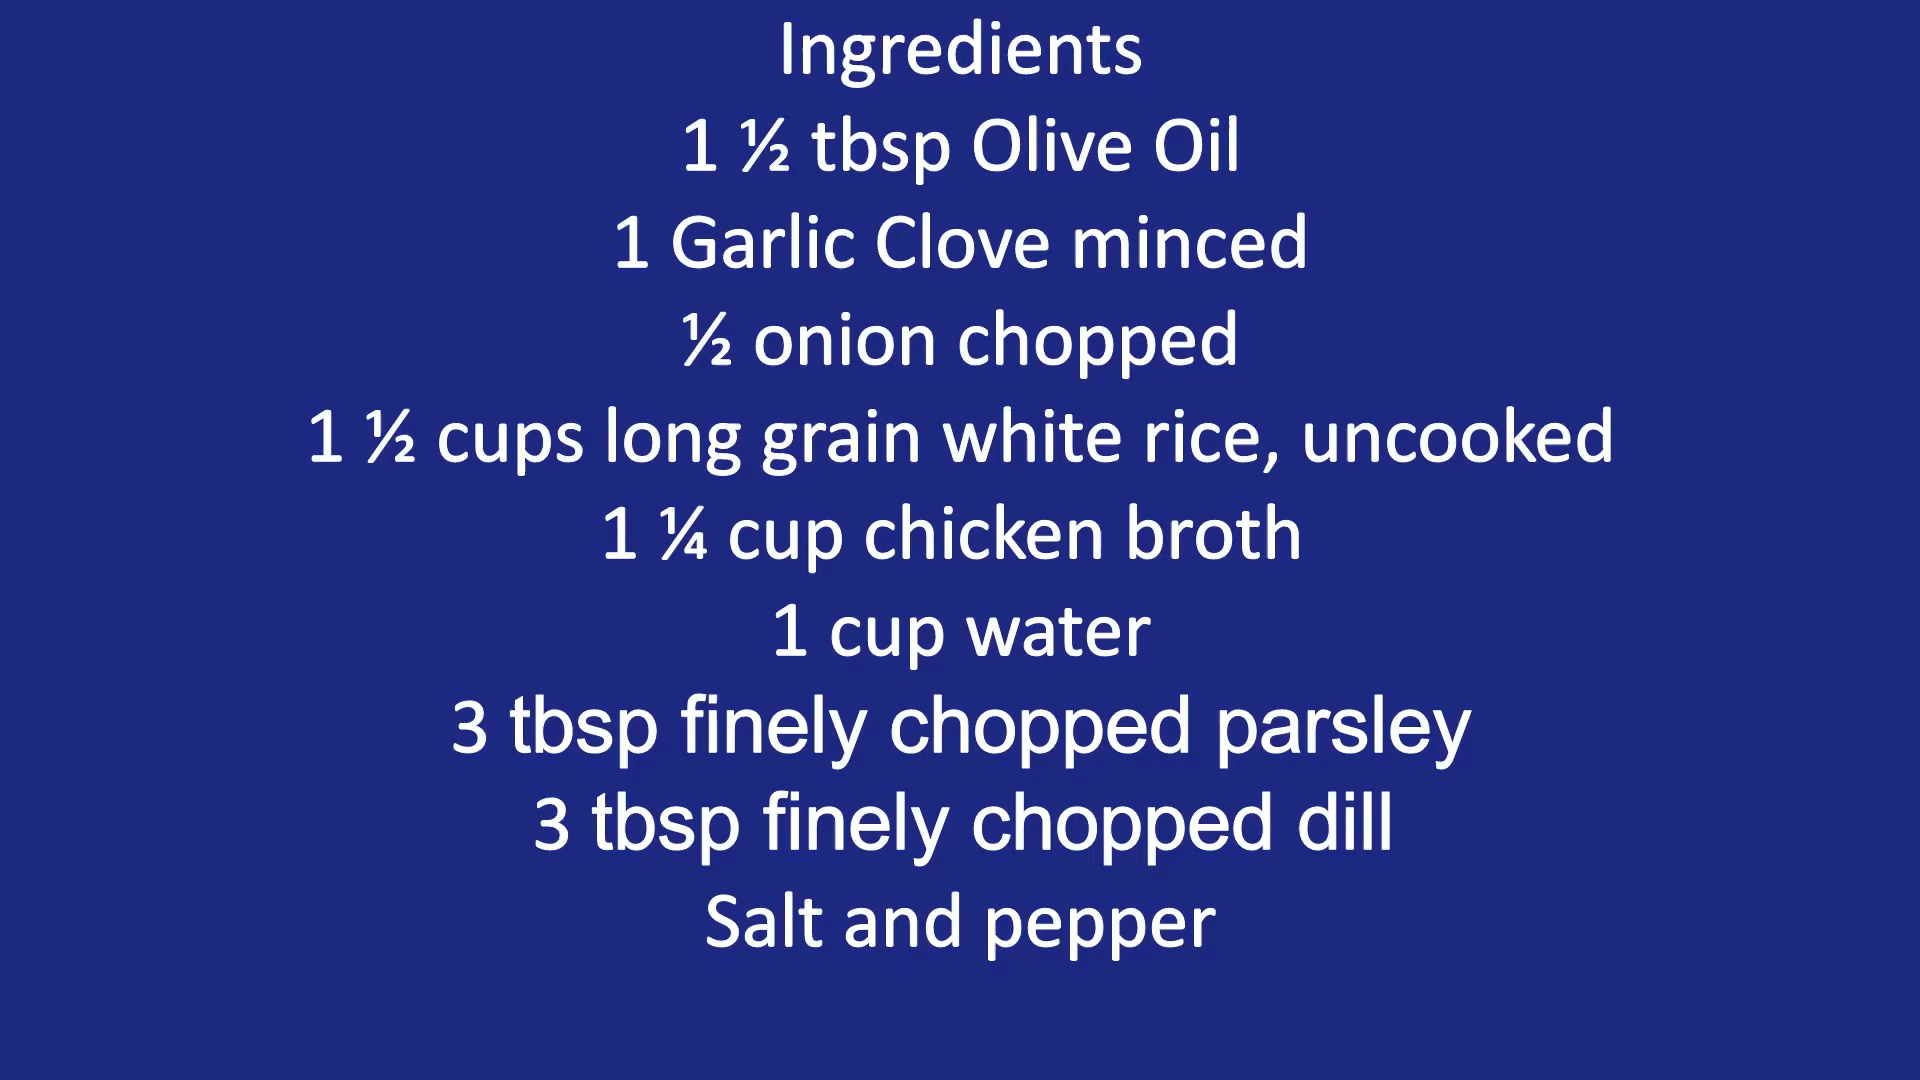 Ingredients
1 ½ tbsp Olive Oil
1 Garlic Clove minced
½ onion chopped
1 ½ cups long grain white rice, uncooked
1 ¼ cup chicken broth
1 cup water
3 tbsp finely chopped parsley
3 tbsp finely chopped dill
Salt and pepper